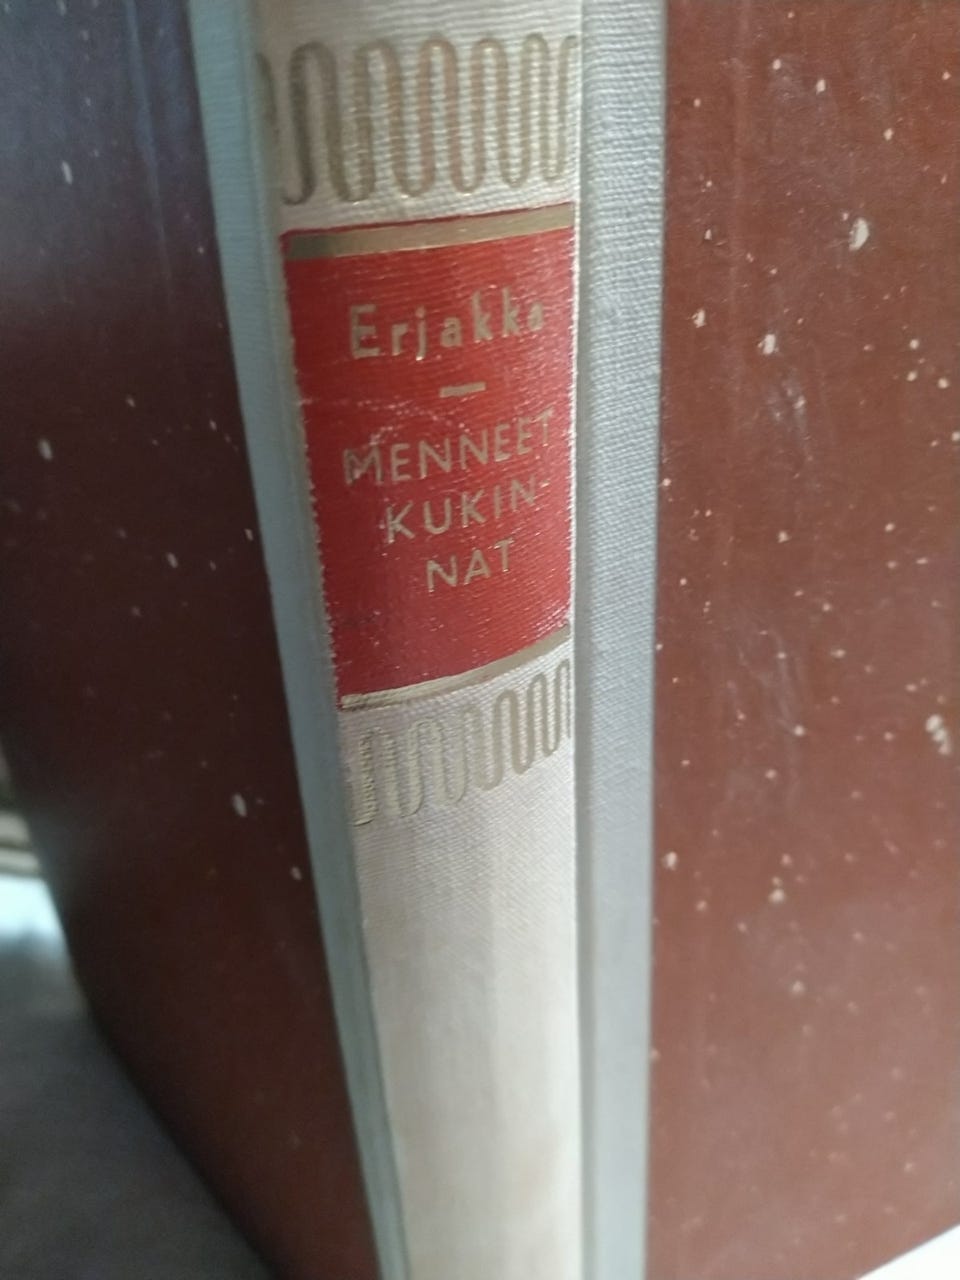 Erjakka
—
MENNEET
KUKIN-
NAT